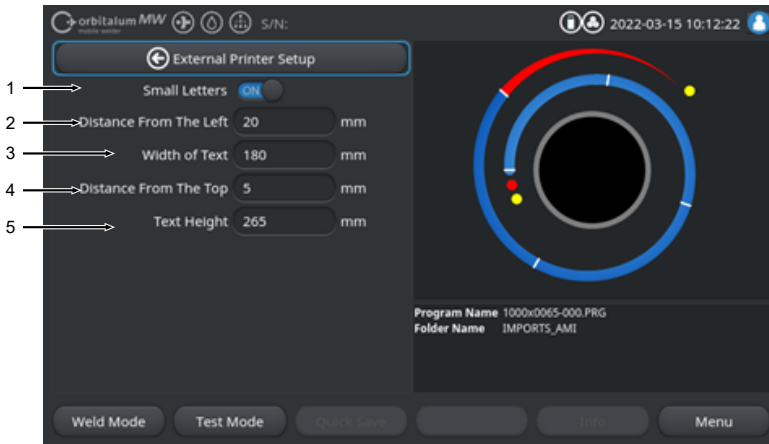 orbitalum MW S/N: 2022-03-15 10:12:22
mobile welder
External Printer Setup
1 Small Letters ON
2 Distance From The Left 20 mm
3 Width of Text 180 mm
4 Distance From The Top 5 mm
5 Text Height 265 mm
Program Name 1000x0065-000.PRG
Folder Name IMPORTS_AMI
Weld Mode Test Mode Quick Save Info Menu